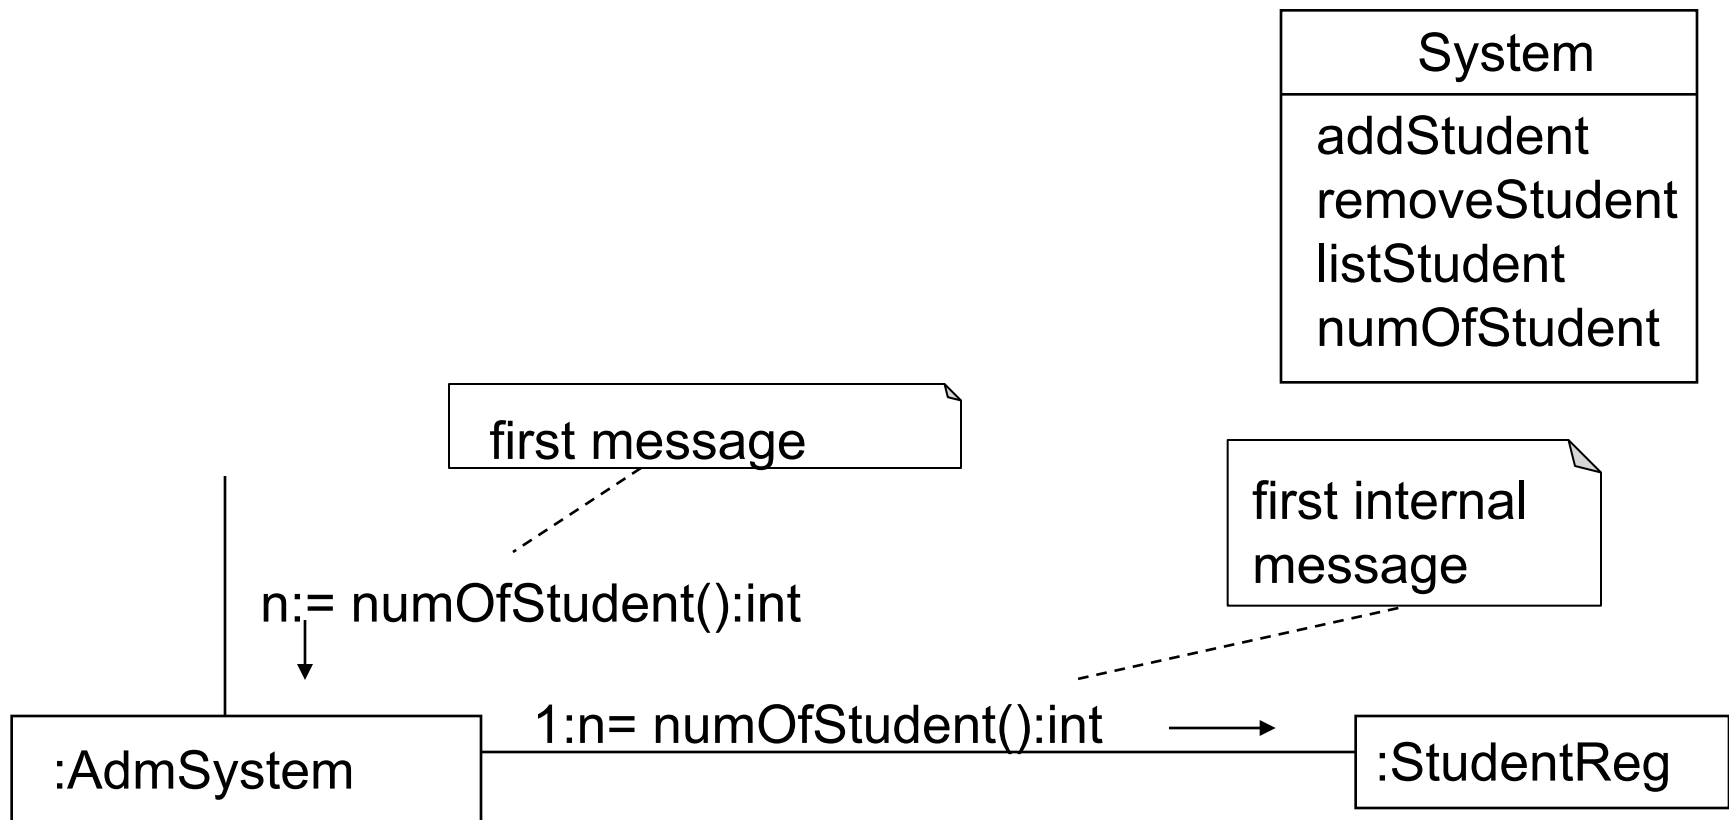 System
addStudent
removeStudent
listStudent
numOfStudent
first message
first internal
message
n:= numOfStudent():int
1:n= numOfStudent():int
:AdmSystem
:StudentReg